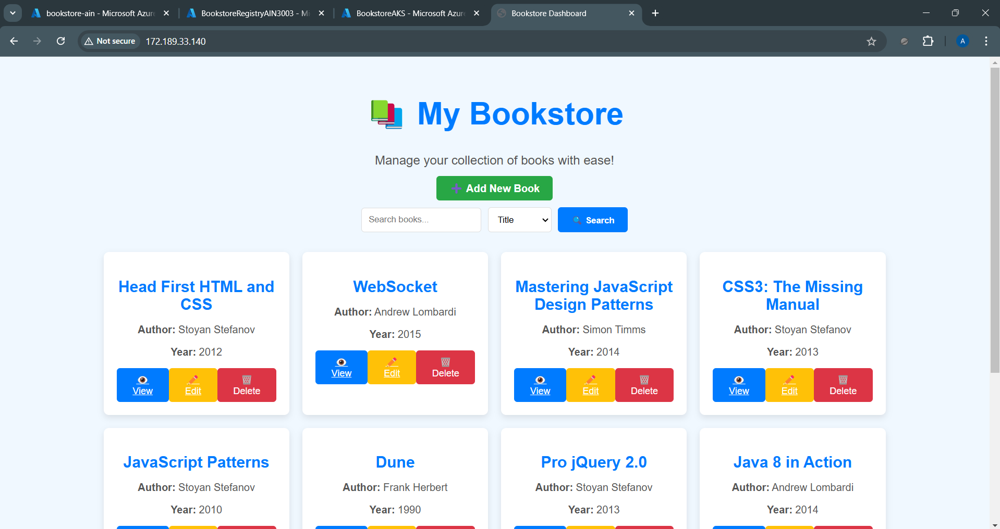 bookstore-ain - Microsoft Azur
BookstoreRegistryAIN3003 - Mi
BookstoreAKS - Microsoft Azur
Bookstore Dashboard
Not secure
172.189.33.140
A
My Bookstore
Manage your collection of books with ease!
Add New Book
Search books...
Title
Search
Head First HTML and
CSS
Author: Stoyan Stefanov
Year: 2012
View
Edit
Delete
WebSocket
Author: Andrew Lombardi
Year: 2015
View
Edit
Delete
Mastering JavaScript
Design Patterns
Author: Simon Timms
Year: 2014
View
Edit
Delete
CSS3: The Missing
Manual
Author: Stoyan Stefanov
Year: 2013
View
Edit
Delete
JavaScript Patterns
Author: Stoyan Stefanov
Year: 2010
Dune
Author: Frank Herbert
Year: 1990
Pro jQuery 2.0
Author: Stoyan Stefanov
Year: 2013
Java 8 in Action
Author: Andrew Lombardi
Year: 2014